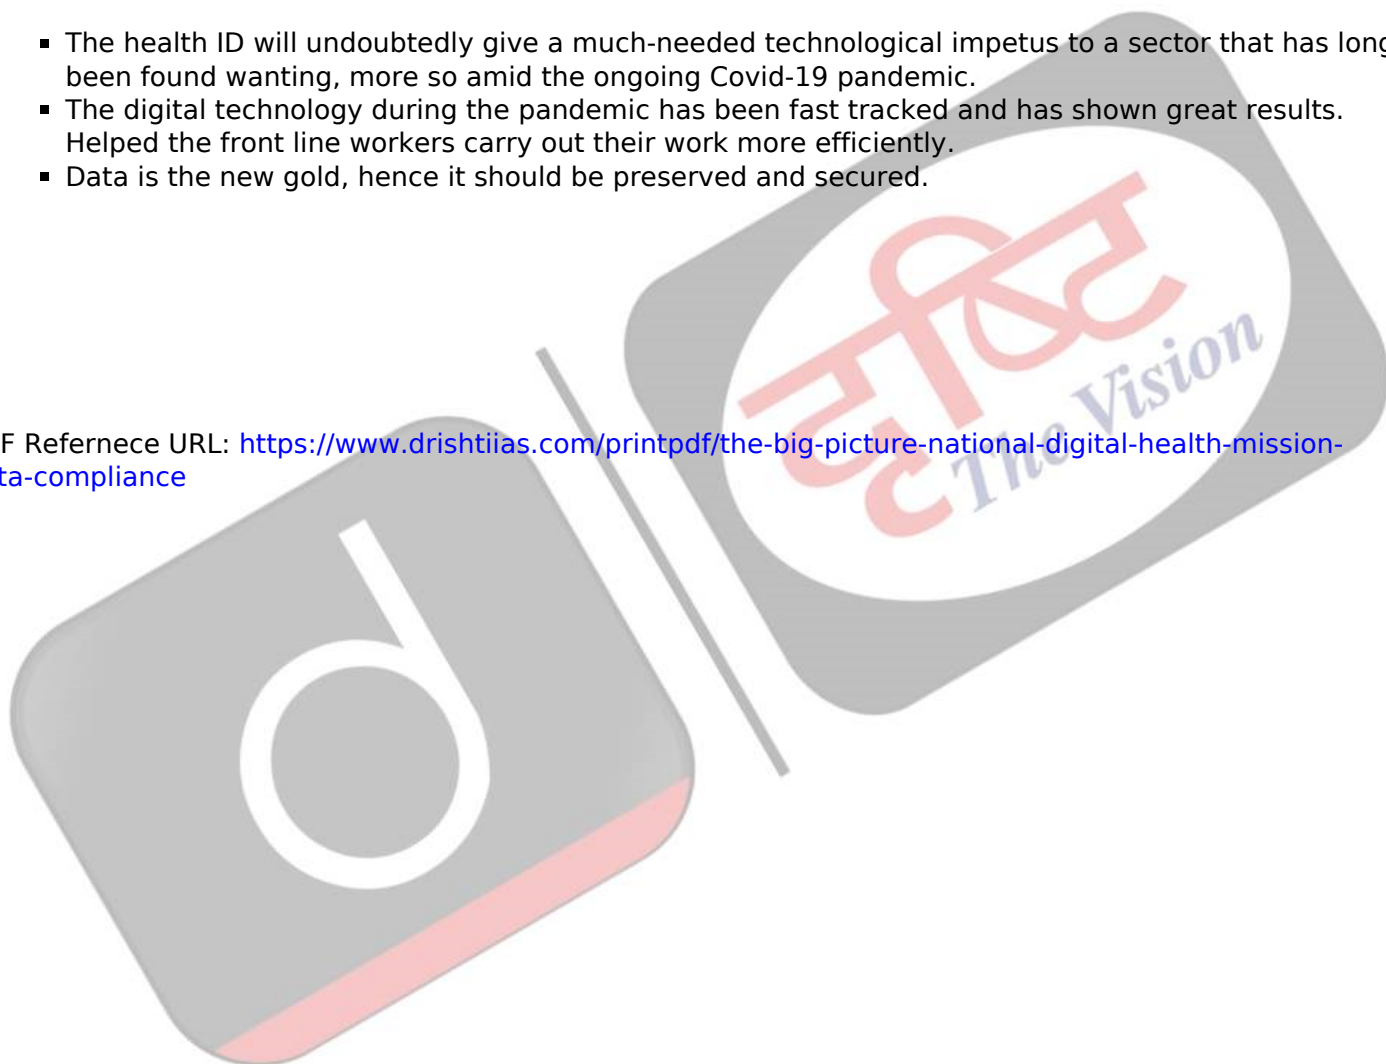 ▪ The health ID will undoubtedly give a much-needed technological impetus to a sector that has long
been found wanting, more so amid the ongoing Covid-19 pandemic.
▪ The digital technology during the pandemic has been fast tracked and has shown great results.
Helped the front line workers carry out their work more efficiently.
▪ Data is the new gold, hence it should be preserved and secured.
दृष्टि
The Vision
F Refernece URL: https://www.drishtiias.com/printpdf/the-big-picture-national-digital-health-mission-
ta-compliance
d